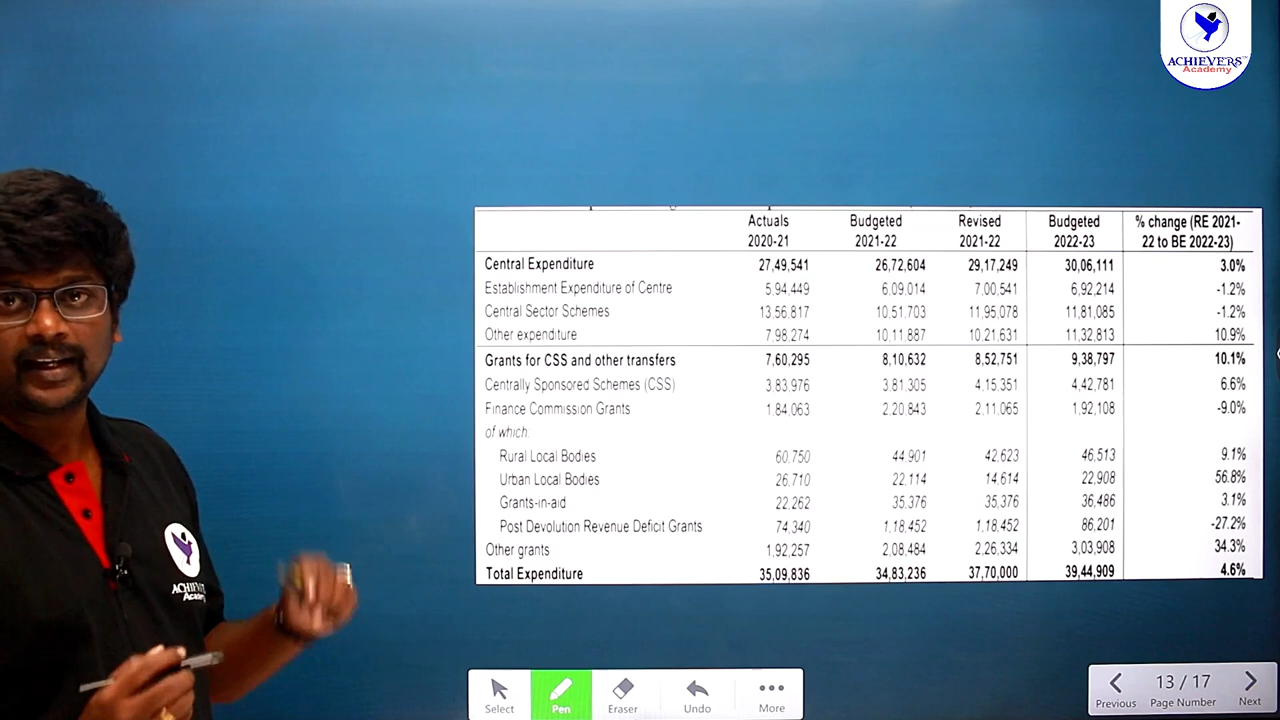 ACHIEVERS
Academy
Actuals Budgeted Revised Budgeted % change (RE 2021-
2020-21 2021-22 2021-22 2022-23 22 to BE 2022-23)
Central Expenditure 27,49,541 26,72,604 29,17,249 30,06,111 3.0%
Establishment Expenditure of Centre 5,94,449 6,09,014 7,00,541 6,92,214 -1.2%
Central Sector Schemes 13,56,817 10,51,703 11,95,078 11,81,085 -1.2%
Other expenditure 7,98,274 10,11,887 10,21,631 11,32,813 10.9%
Grants for CSS and other transfers 7,60,295 8,10,632 8,52,751 9,38,797 10.1%
Centrally Sponsored Schemes (CSS) 3,83,976 3,81,305 4,15,351 4,42,781 6.6%
Finance Commission Grants 1,84,063 2,20,843 2,11,065 1,92,108 -9.0%
of which:
Rural Local Bodies 60,750 44,901 42,623 46,513 9.1%
Urban Local Bodies 26,710 22,114 14,614 22,908 56.8%
Grants-in-aid 22,262 35,376 35,376 36,486 3.1%
Post Devolution Revenue Deficit Grants 74,340 1,18,452 1,18,452 86,201 -27.2%
Other grants 1,92,257 2,08,484 2,26,334 3,03,908 34.3%
Total Expenditure 35,09,836 34,83,236 37,70,000 39,44,909 4.6%
Select Pen Eraser Undo More
13 / 17
Previous Page Number Next